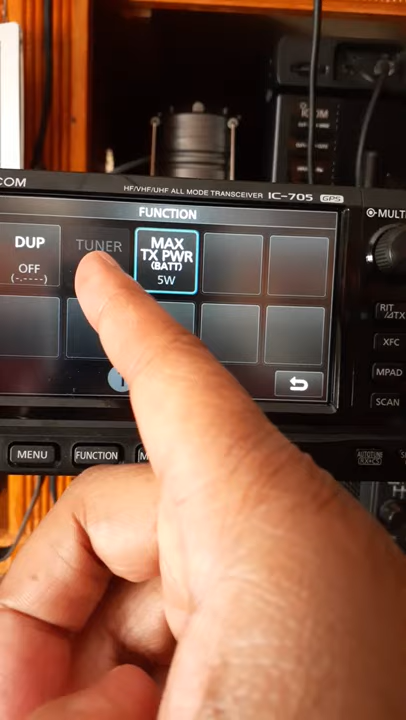 ICOM
COM
HF/VHF/UHF ALL MODE TRANSCEIVER IC-705 GPS
FUNCTION
MULTI
DUP
OFF
(-.----)
TUNER
MAX
TX PWR
(BATT)
5W
RIT
XFC
MPAD
SCAN
MENU
FUNCTION
AUTOTUNE